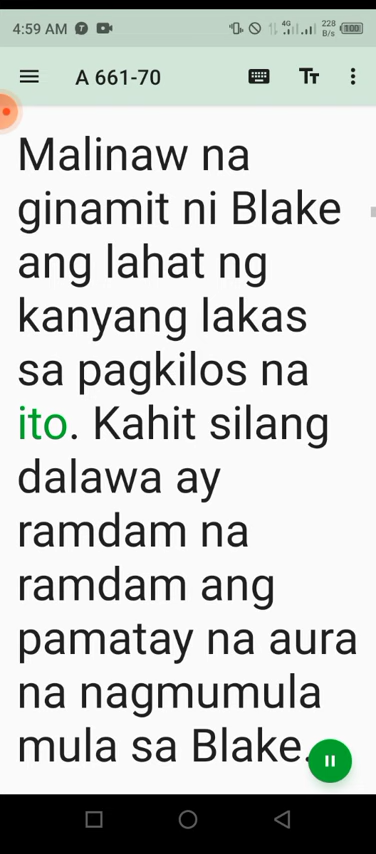 4:59 AM 4G 228
B/s 100
A 661-70
Malinaw na
ginamit ni Blake
ang lahat ng
kanyang lakas
sa pagkilos na
ito. Kahit silang
dalawa ay
ramdam na
ramdam ang
pamatay na aura
na nagmumula
mula sa Blake.